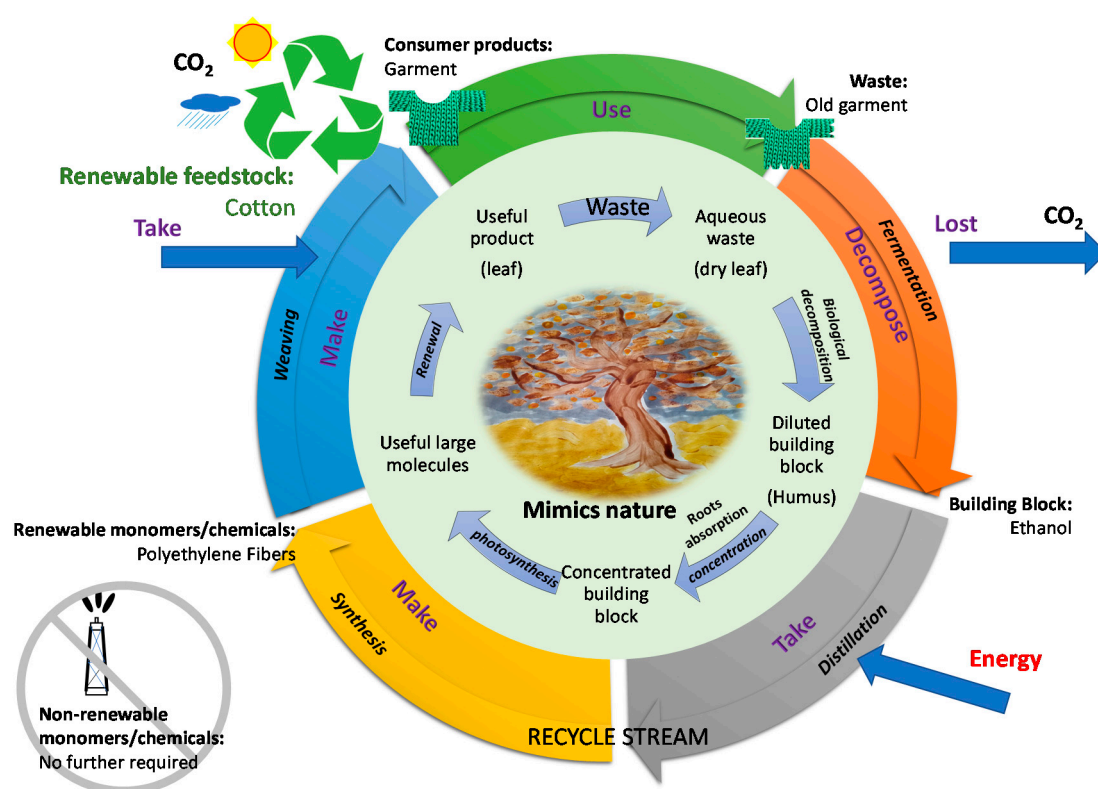 Consumer products:
Garment
CO2
Waste:
Old garment
Use
Renewable feedstock:
Cotton
Take
Lost
CO2
Fermentation
Decompose
Weaving
Make
Useful
product
(leaf)
Waste
Aqueous
waste
(dry leaf)
Biological
decomposition
Renewal
Diluted
building
block
(Humus)
Useful large
molecules
Mimics nature
Roots
absorption
concentration
photosynthesis
Concentrated
building
block
Building Block:
Ethanol
Renewable monomers/chemicals:
Polyethylene Fibers
Make
Synthesis
Take
Distillation
Energy
Non-renewable
monomers/chemicals:
No further required
RECYCLE STREAM